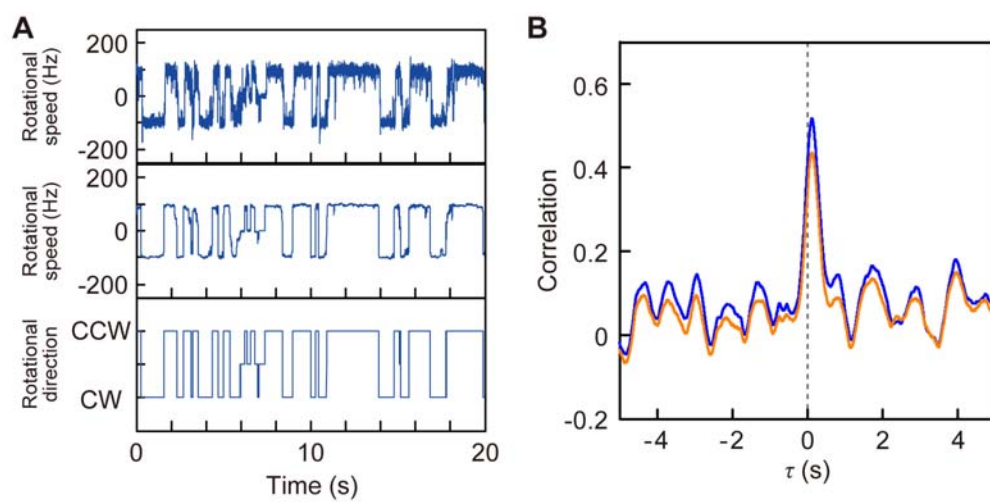 A
Rotational
speed (Hz)
200
0
-200
Rotational
speed (Hz)
200
0
-200
Rotational
direction
CCW
CW
0
10
20
Time (s)
B
Correlation
0.6
0.4
0.2
0
-0.2
-4
-2
0
2
4
τ (s)